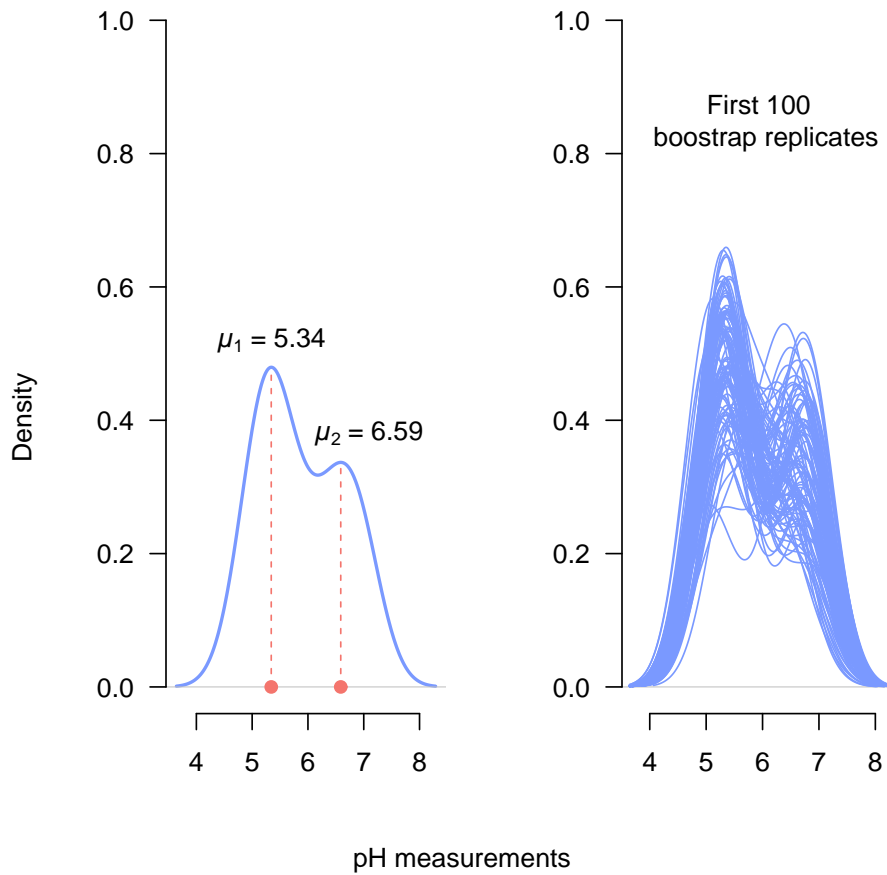 1.0
0.8
0.6
0.4
0.2
0.0
Density
μ₁ = 5.34
μ₂ = 6.59
4 5 6 7 8
1.0
0.8
0.6
0.4
0.2
0.0
First 100
boostrap replicates
4 5 6 7 8
pH measurements